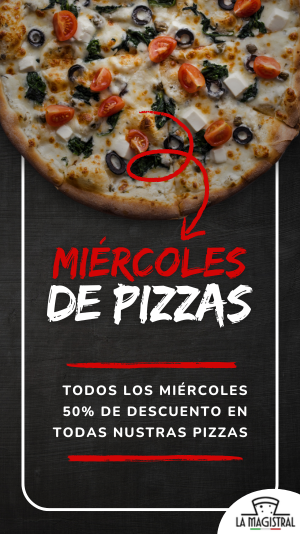 MIÉRCOLES
DE PIZZAS
TODOS LOS MIÉRCOLES
50% DE DESCUENTO EN
TODAS NUSTRAS PIZZAS
LA MAGISTRAL